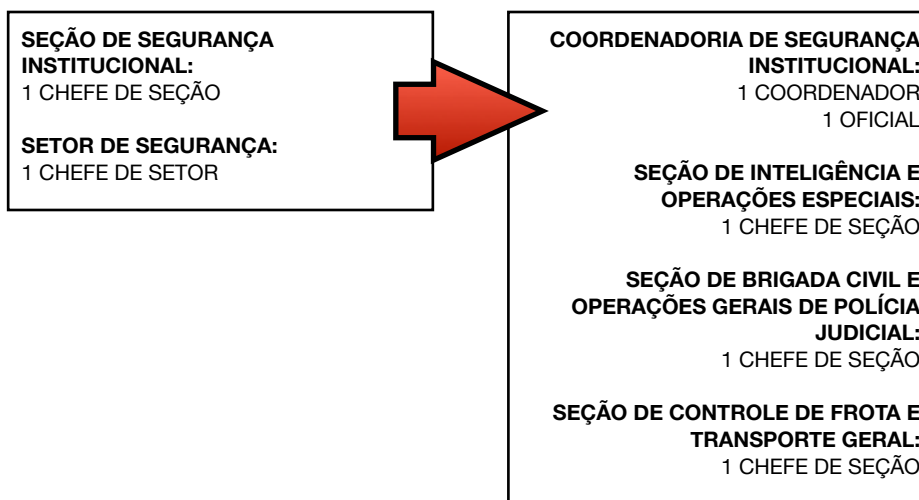 SEÇÃO DE SEGURANÇA
INSTITUCIONAL:
1 CHEFE DE SEÇÃO
SETOR DE SEGURANÇA:
1 CHEFE DE SETOR
COORDENADORIA DE SEGURANÇA
INSTITUCIONAL:
1 COORDENADOR
1 OFICIAL
SEÇÃO DE INTELIGÊNCIA E
OPERAÇÕES ESPECIAIS:
1 CHEFE DE SEÇÃO
SEÇÃO DE BRIGADA CIVIL E
OPERAÇÕES GERAIS DE POLÍCIA
JUDICIAL:
1 CHEFE DE SEÇÃO
SEÇÃO DE CONTROLE DE FROTA E
TRANSPORTE GERAL:
1 CHEFE DE SEÇÃO